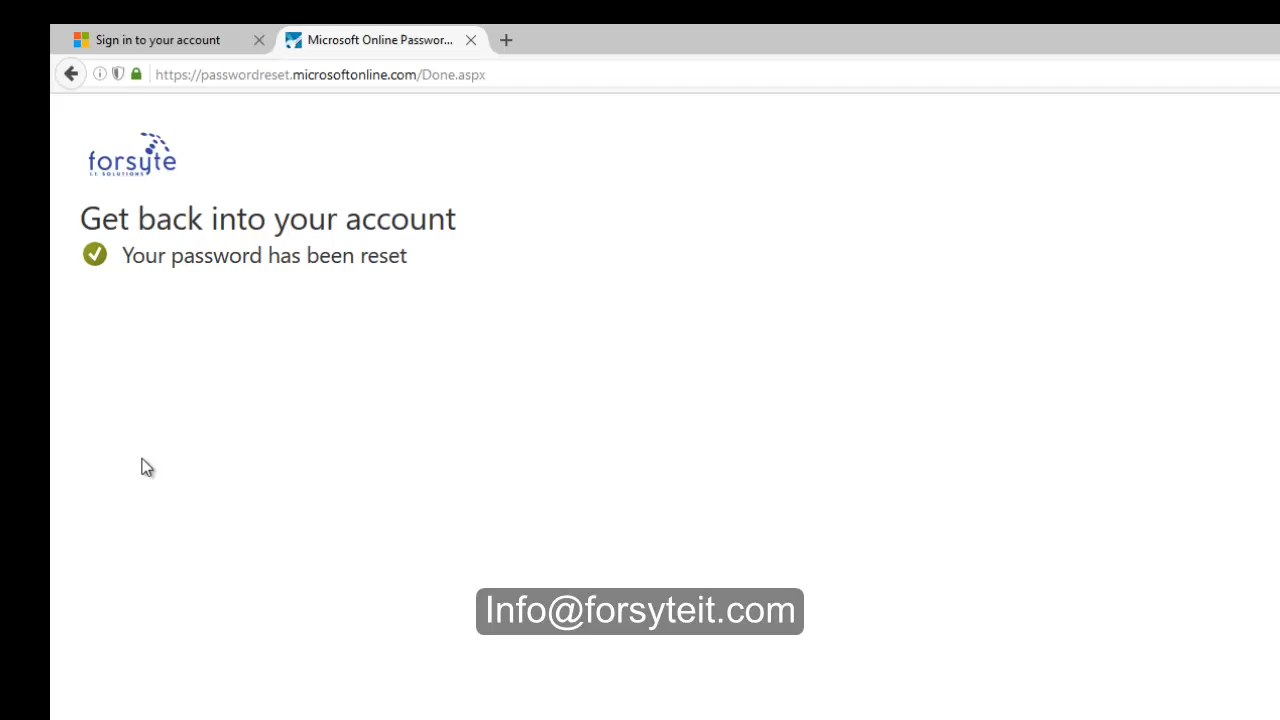 Sign in to your account
Microsoft Online Passwor...
https://passwordreset.microsoftonline.com/Done.aspx
forsyte
I.T. SOLUTIONS
Get back into your account
Your password has been reset
Info@forsyteit.com